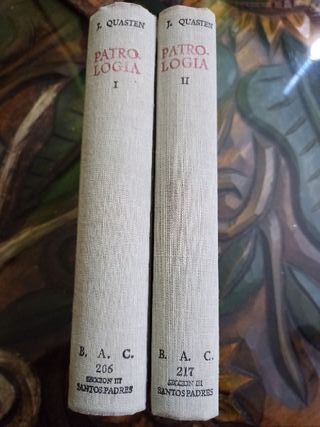 J. QUASTEN
PATRO-
LOGIA
I
B. A. C.
206
SECCION III
SANTOS PADRES
J. QUASTEN
PATRO-
LOGIA
II
B. A. C.
217
SECCION III
SANTOS PADRES